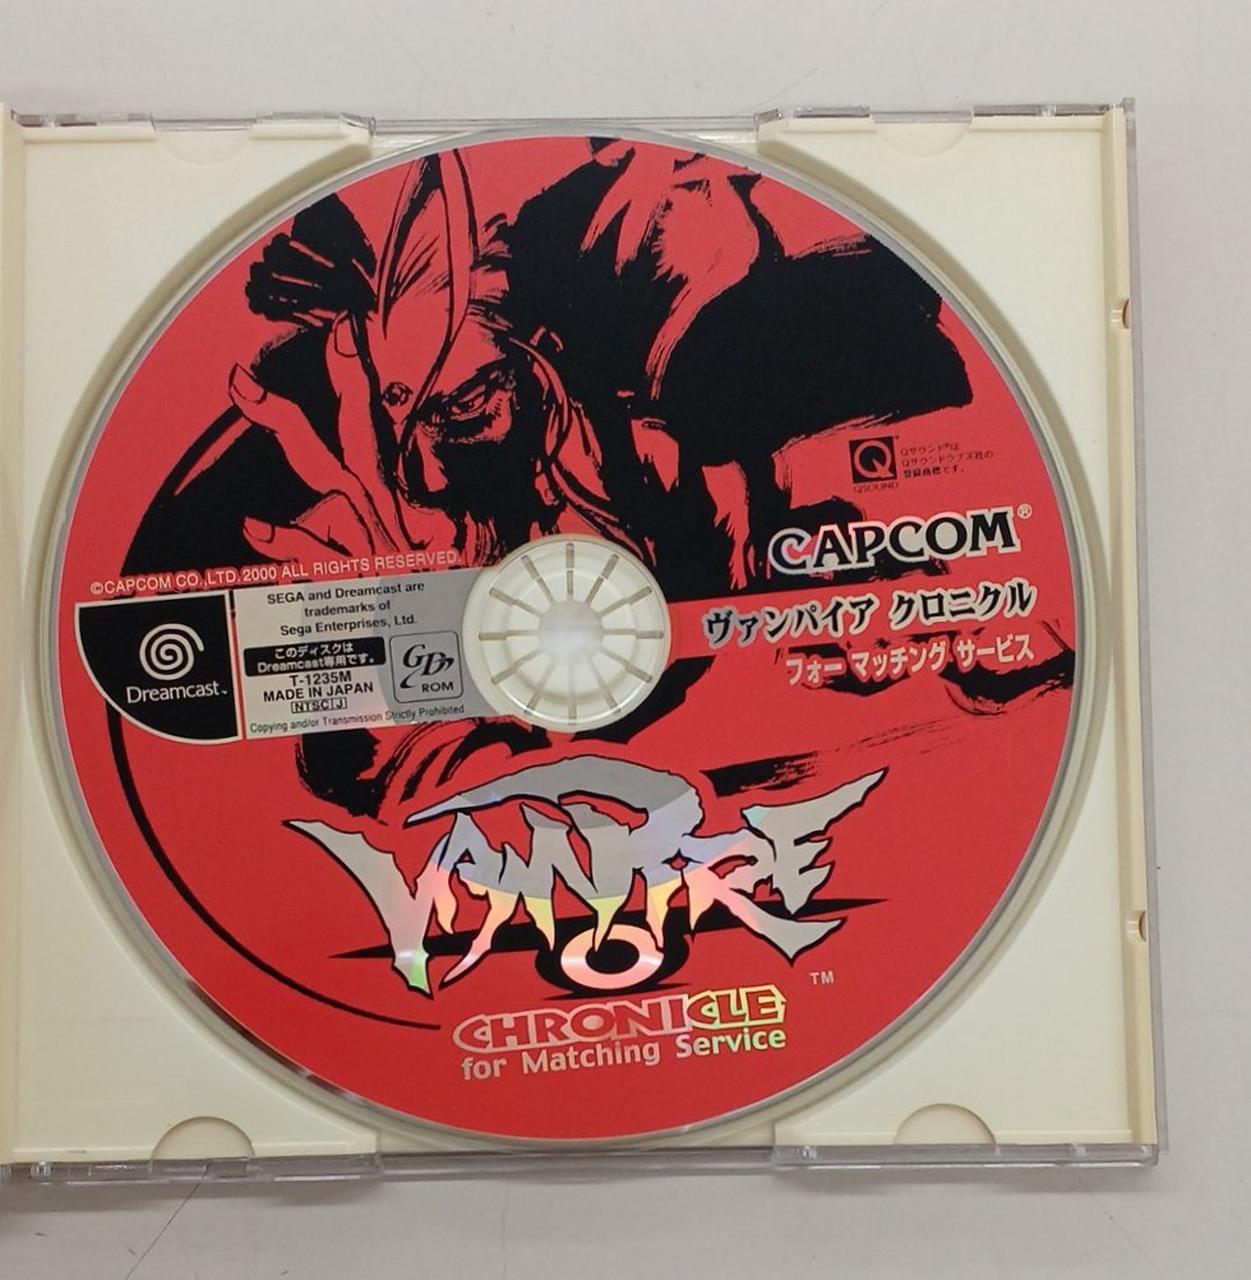 QSOUND
Qサウンド®は
Qサウンドラブズ社の
登録商標です。
CAPCOM®
ヴァンパイア クロニクル
フォー マッチング サービス
©CAPCOM CO.,LTD. 2000 ALL RIGHTS RESERVED.
Dreamcast™
SEGA and Dreamcast are
trademarks of
Sega Enterprises, Ltd.
このディスクは
Dreamcast専用です。
T-1235M
MADE IN JAPAN
NTSC J
GD
ROM
Copying and/or Transmission Strictly Prohibited
VAMPIRE
TM
CHRONICLE
for Matching Service